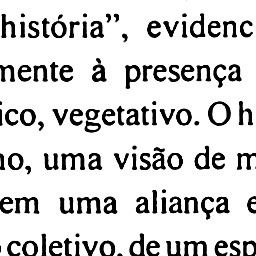 história”, evidenc
mente à presença
ico, vegetativo. O h
no, uma visão de m
em uma aliança e
coletivo, de um esp